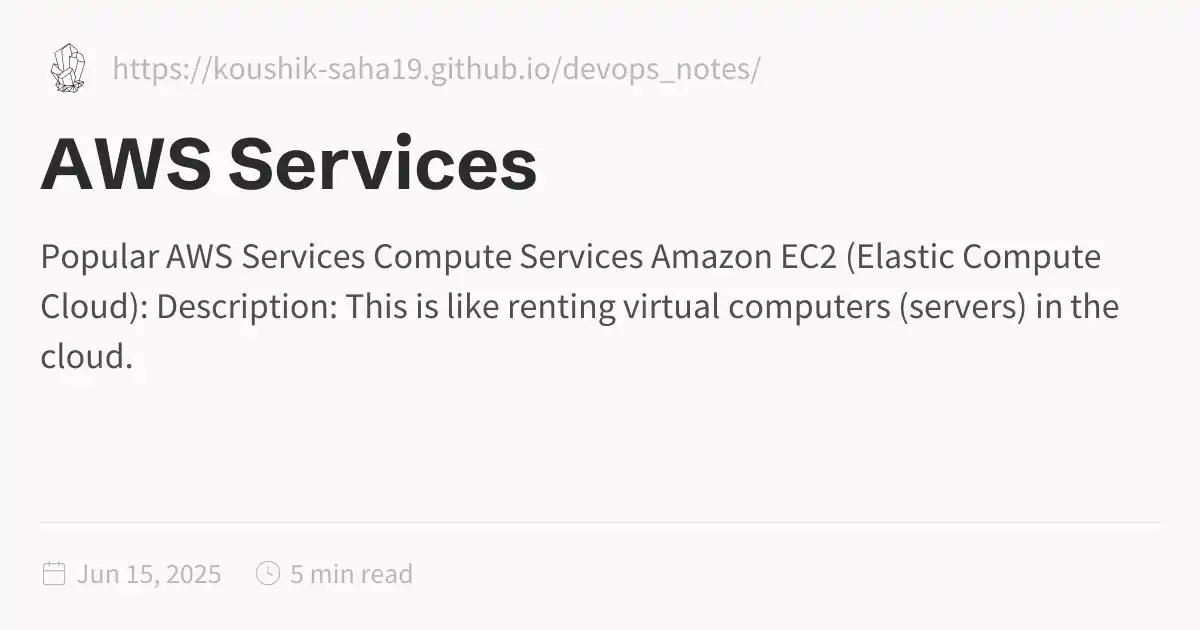 https://koushik-saha19.github.io/devops_notes/
AWS Services
Popular AWS Services Compute Services Amazon EC2 (Elastic Compute
Cloud): Description: This is like renting virtual computers (servers) in the
cloud.
Jun 15, 2025 5 min read